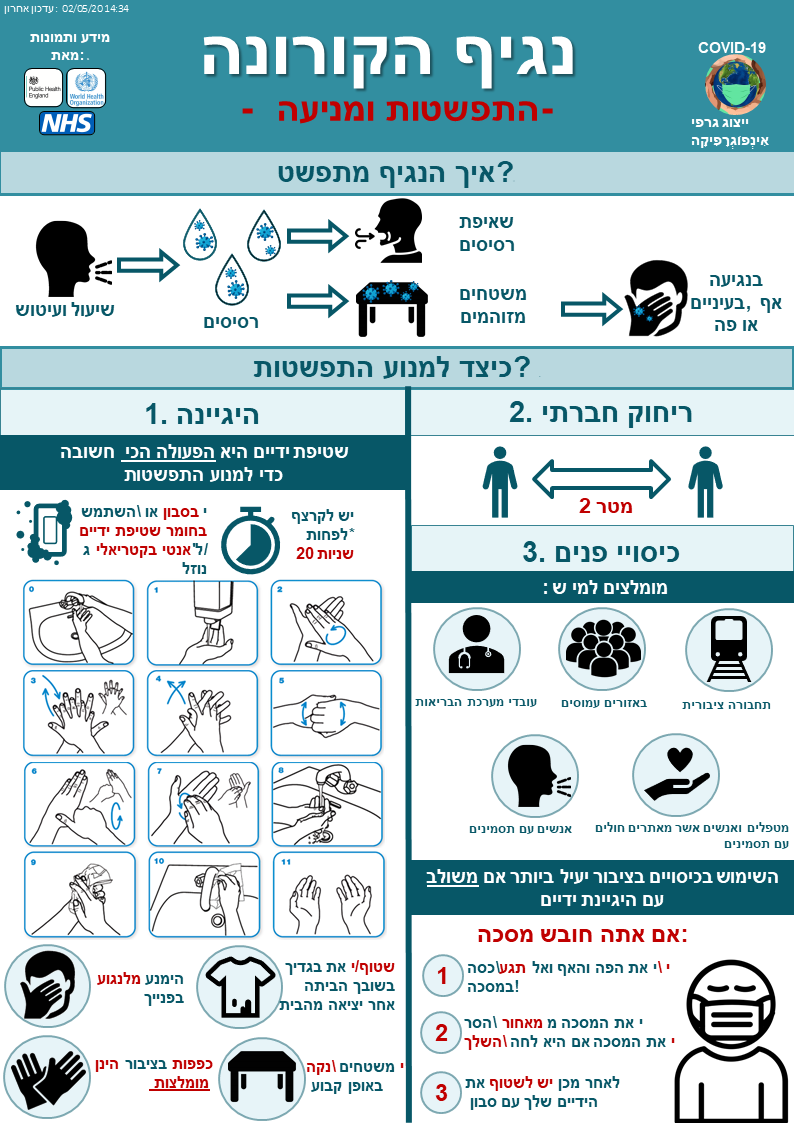 עדכון אחרון : 02/05/20 14:34
מידע ותמונות
מאת: .
Public Health
England
World Health
Organization
NHS
נגיף הקורונה
- התפשטות ומניעה-
COVID-19
ייצוג גרפי
אִינְפוֹגְרָפִיקָה
איך הנגיף מתפשט?
שיעול ועיטוש
רסיסים
שאיפת
רסיסים
משטחים
מזוהמים
בנגיעה
אף ,בעיניים
או פה
כיצד למנוע התפשטות?
1. היגיינה
שטיפת ידיים היא הפעולה הכי חשובה
כדי למנוע התפשטות
י בסבון או \השתמש
בחומר שטיפת ידיים
/ל'אנטי בקטריאלי ג
נוזל
יש לקרצף
*לפחות
20 שניות
0
1
2
3
4
5
6
7
8
9
10
11
הימנע מלנגוע
בפנייך
שטוף/י את בגדיך
בשובך הביתה
אחר יציאה מהבית
כפפות בציבור הינן
מומלצות
י משטחים \נקה
באופן קבוע
2. ריחוק חברתי
2 מטר
3. כיסויי פנים
מומלצים למי ש :
עובדי מערכת הבריאות
באזורים עמוסים
תחבורה ציבורית
אנשים עם תסמינים
מטפלים ואנשים אשר מאתרים חולים
עם תסמינים
השימוש בכיסויים בציבור יעיל ביותר אם משולב
עם היגיינת ידיים
אם אתה חובש מסכה:
1
י \י את הפה והאף ואל תגע\כסה
במסכה!
2
י את המסכה מ מאחור \הסר
י את המסכה אם היא לחה \השלך
3
לאחר מכן יש לשטוף את
הידיים שלך עם סבון